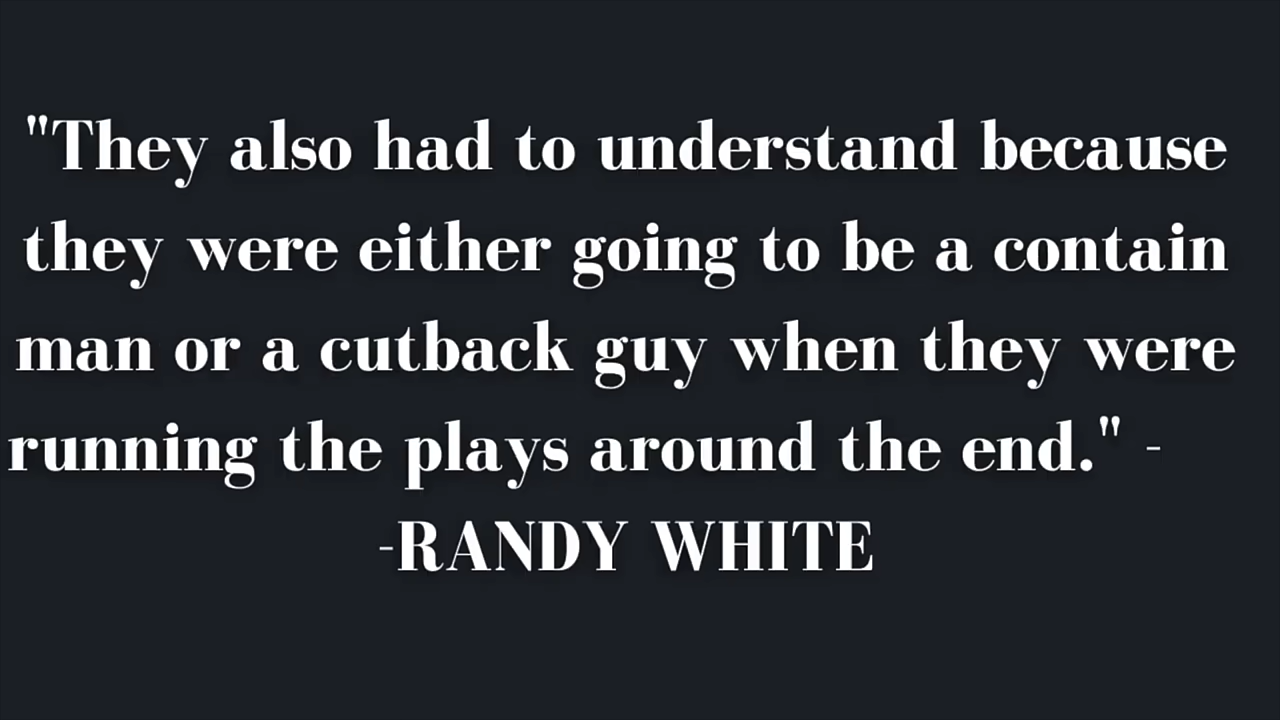 "They also had to understand because
they were either going to be a contain
man or a cutback guy when they were
running the plays around the end." -
-RANDY WHITE